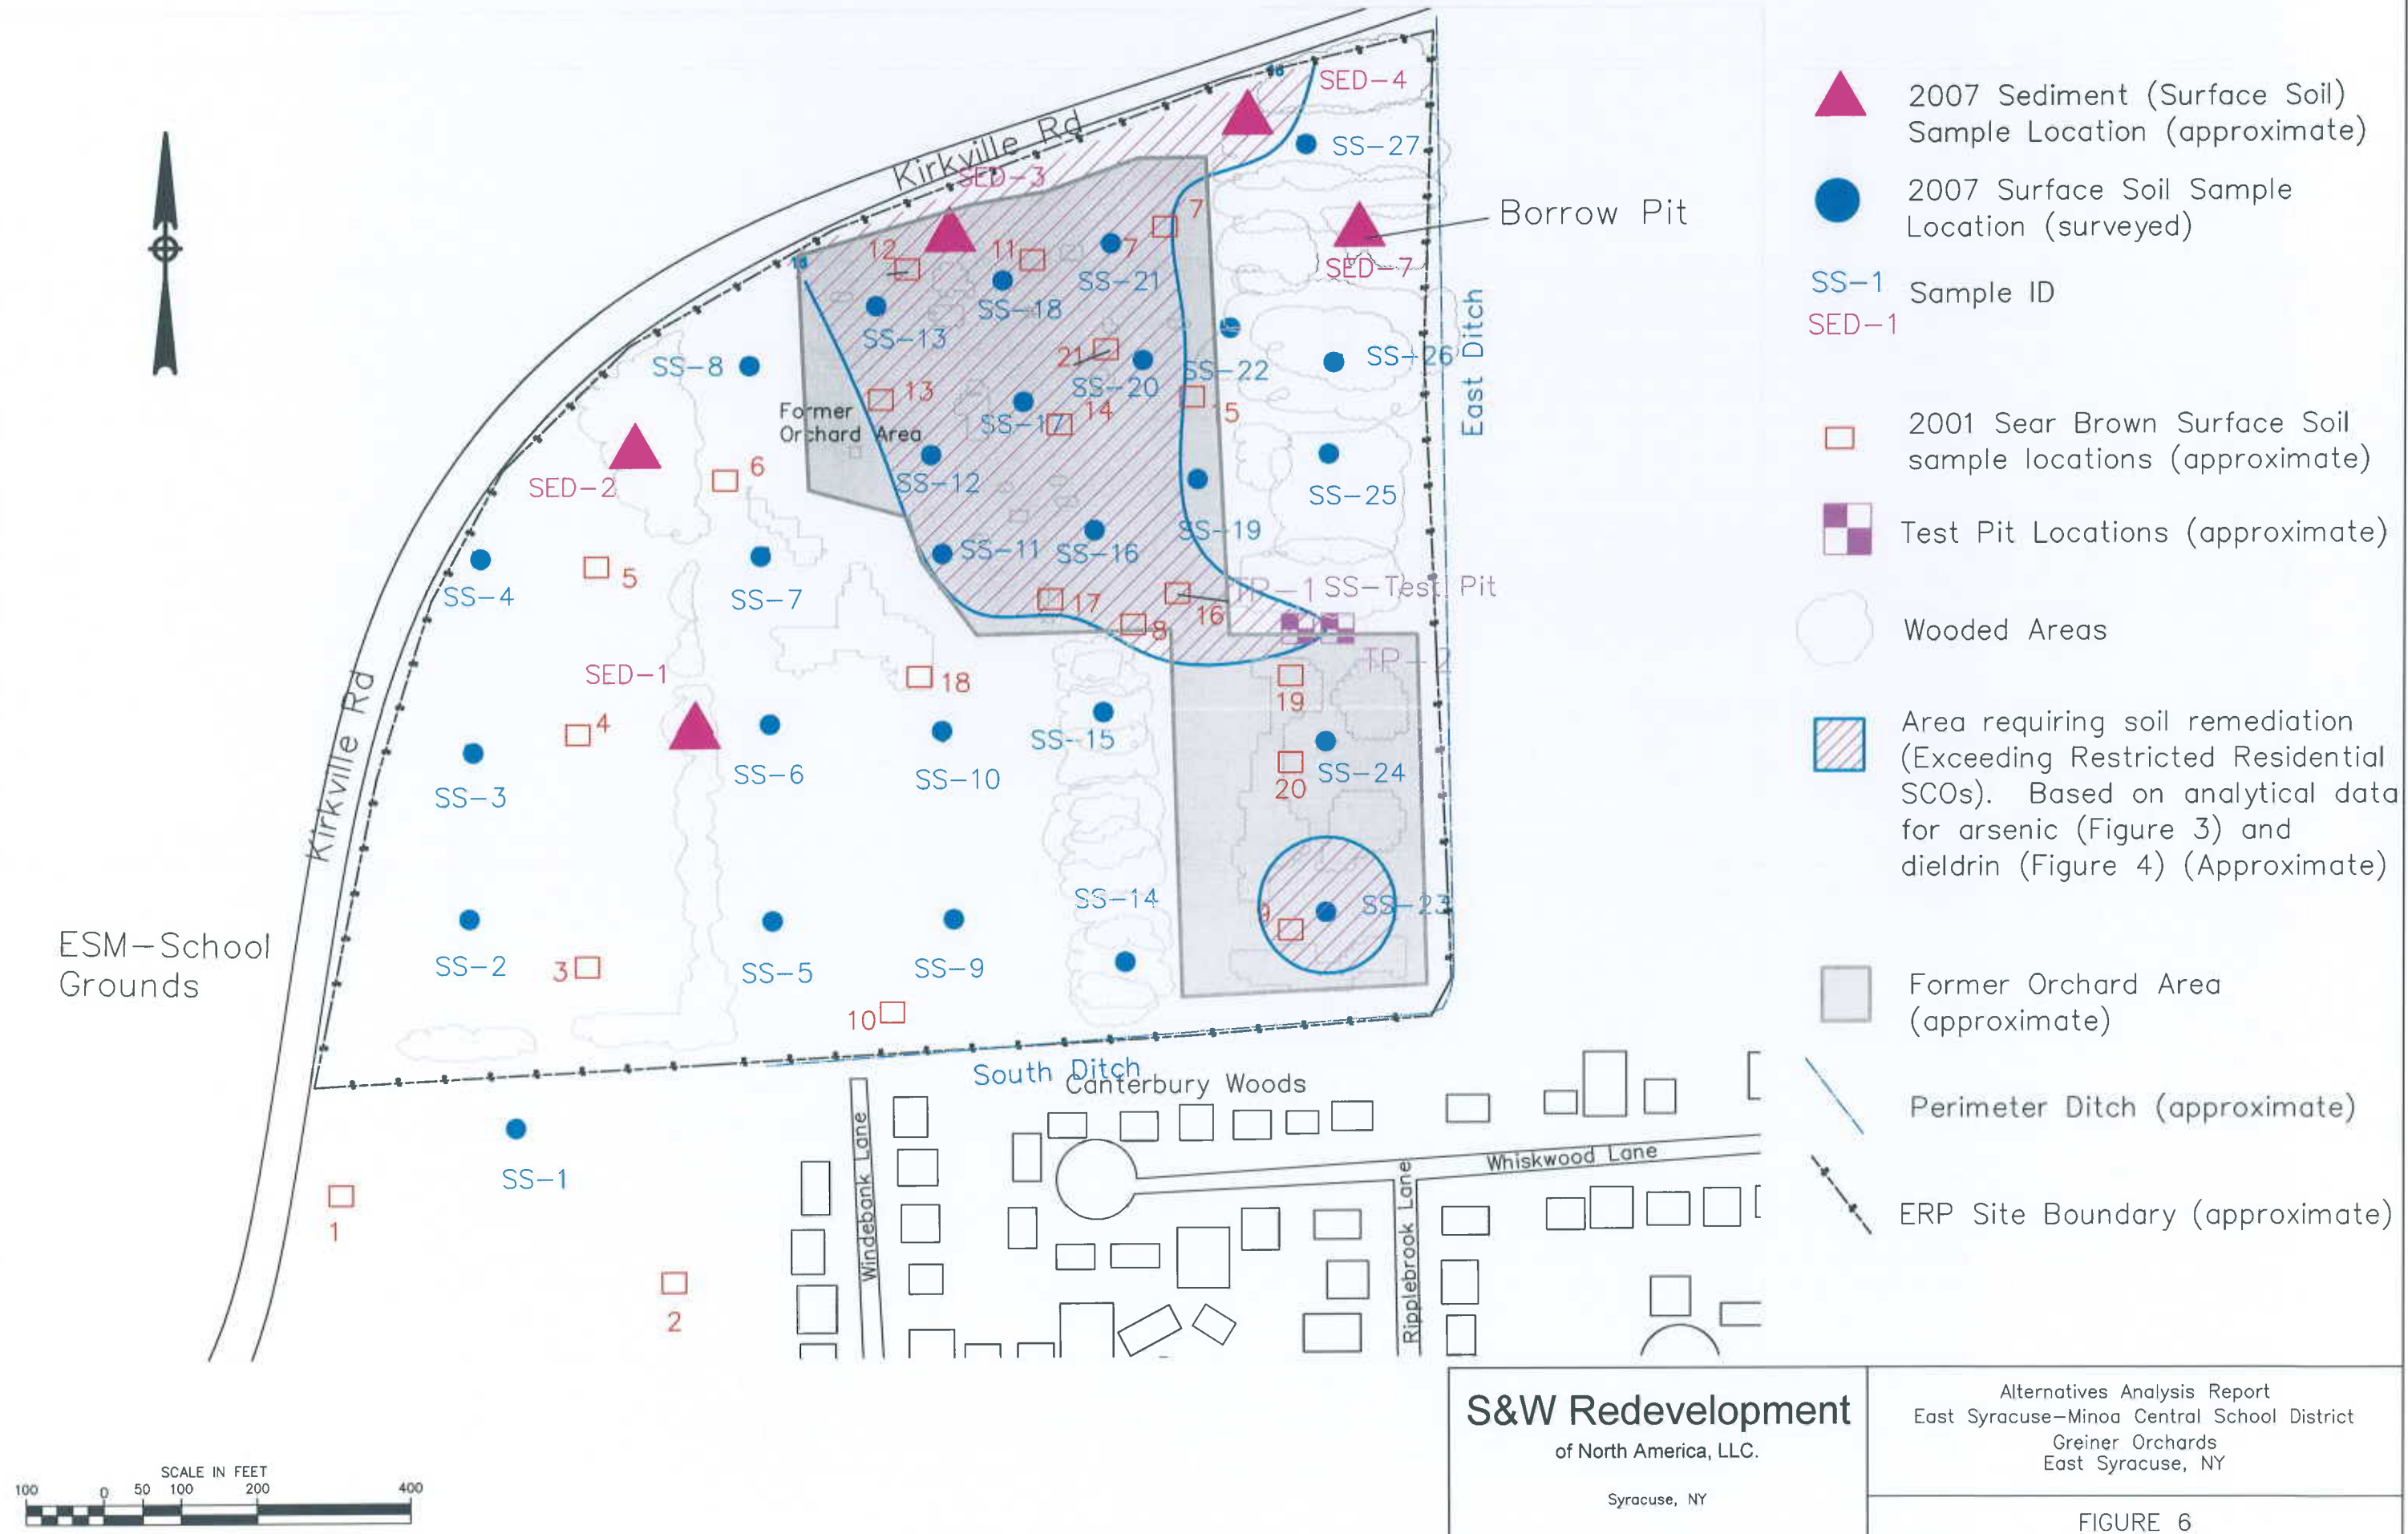 Kirkville Rd
SED-4
SS-27
SED-3
Borrow Pit
7
12
11
7
SS-21
SED-7
SS-18
SS-13
East Ditch
SS-8
21
SS-20
SS-22
SS-26
13
Former
Orchard Area
14
SS-17
15
6
SED-2
SS-12
SS-25
SS-19
SS-11
SS-16
SS-4
5
SS-7
17
16
TP-1
SS-Test Pit
8
TP-2
SED-1
18
19
Kirkville Rd
4
SS-15
SS-6
SS-10
SS-24
SS-3
20
SS-14
9
SS-23
ESM-School
Grounds
SS-2
3
SS-5
SS-9
10
South Ditch
Canterbury Woods
SS-1
1
2
Windebank Lane
Whiskwood Lane
Ripplebrook Lane
2007 Sediment (Surface Soil)
Sample Location (approximate)
2007 Surface Soil Sample
Location (surveyed)
SS-1
Sample ID
SED-1
2001 Sear Brown Surface Soil
sample locations (approximate)
Test Pit Locations (approximate)
Wooded Areas
Area requiring soil remediation
(Exceeding Restricted Residential
SCOs). Based on analytical data
for arsenic (Figure 3) and
dieldrin (Figure 4) (Approximate)
Former Orchard Area
(approximate)
Perimeter Ditch (approximate)
ERP Site Boundary (approximate)
SCALE IN FEET
100 0 50 100 200 400
S&W Redevelopment
of North America, LLC.
Syracuse, NY
Alternatives Analysis Report
East Syracuse-Minoa Central School District
Greiner Orchards
East Syracuse, NY
FIGURE 6